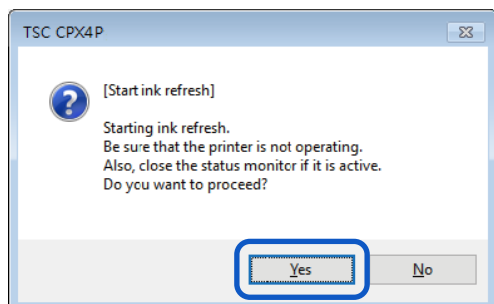 TSC CPX4P
[Start ink refresh]
Starting ink refresh.
Be sure that the printer is not operating.
Also, close the status monitor if it is active.
Do you want to proceed?
Yes
No